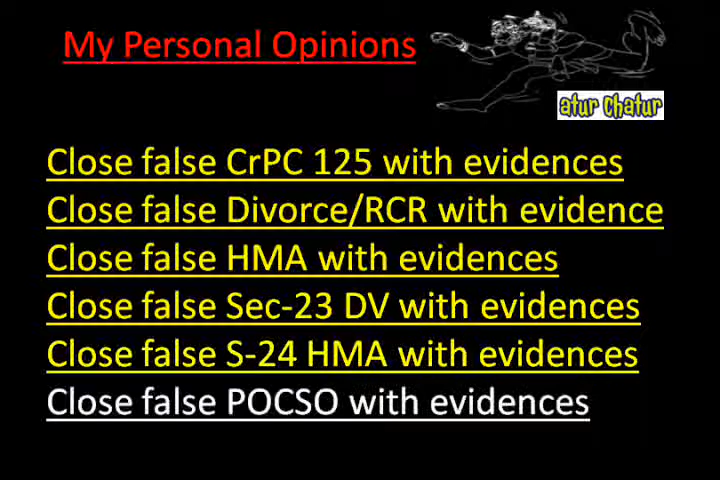 My Personal Opinions
atur Chatur
Close false CrPC 125 with evidences
Close false Divorce/RCR with evidence
Close false HMA with evidences
Close false Sec-23 DV with evidences
Close false S-24 HMA with evidences
Close false POCSO with evidences